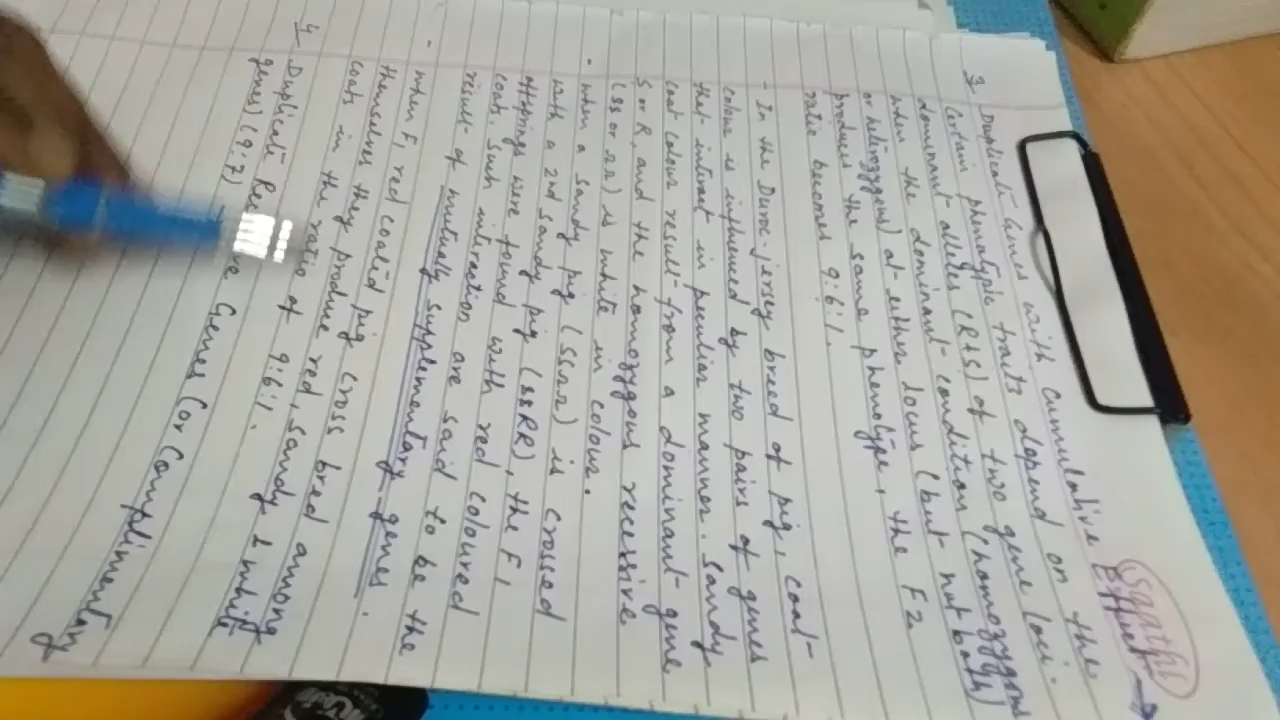 Ssathi
3 Duplicate Genes with cumulative Effect →
Certain phenotypic traits depend on the
dominant alleles (R+S) of two gene loci.
when the dominant condition (homozygous
or heterozygous) at either locus (but not both)
produces the same phenotype, the F2
ratio becomes 9:6:1.
- In the Duroc-jersey breed of pig, coat
colour is influenced by two pairs of genes
that interact in peculiar manner. Sandy
coat colour result from a dominant gene
S or R, and the homozygous recessive
(ss or rr) is white in colour.
- when a sandy pig (SSrr) is crossed
with a 2nd sandy pig (ssRR), the F1
offsprings were found with red coloured
coats. Such interaction are said to be the
result of mutually supplementary genes.
- when F1 red coated pig cross bred among
themselves they produce red, sandy & white
coats in the ratio of 9:6:1.
4 Duplicate Genes (or Complimentary
genes) (9:7)